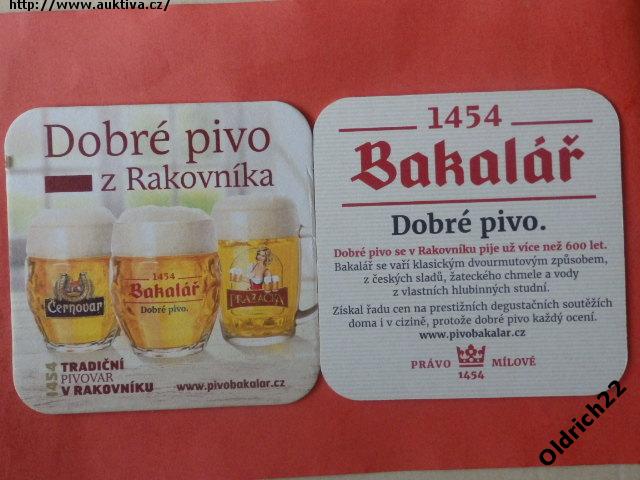 http://www.auktiva.cz/
Dobré pivo
z Rakovníka
Černovar
1454
Bakalář
Dobré pivo.
PRAŽAČKA
1454
TRADIČNÍ
PIVOVAR
V RAKOVNÍKU
www.pivobakalar.cz
1454
Bakalář
Dobré pivo.
Dobré pivo se v Rakovníku pije už více než 600 let.
Bakalář se vaří klasickým dvourmutovým způsobem,
z českých sladů, žateckého chmele a vody
z vlastních hlubinných studní.
Získal řadu cen na prestižních degustačních soutěžích
doma i v cizině, protože dobré pivo každý ocení.
www.pivobakalar.cz
PRÁVO MÍLOVÉ
1454
Oldrich22